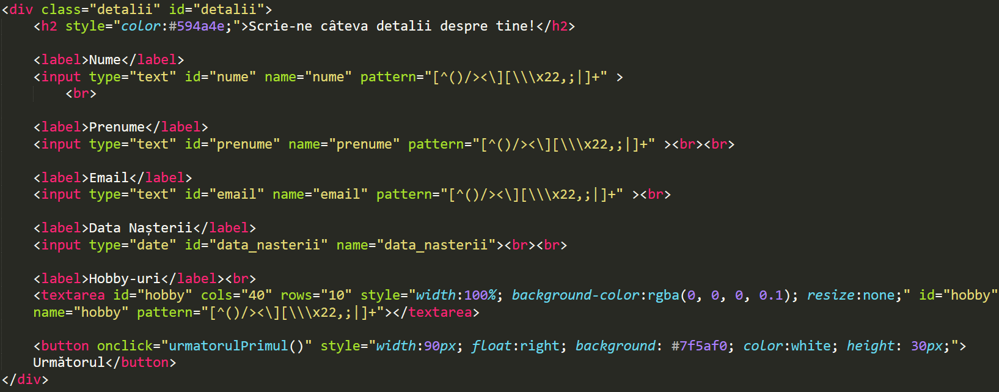 <div class="detalii" id="detalii">
    <h2 style="color:#594a4e;">Scrie-ne câteva detalii despre tine!</h2>
    <label>Nume</label>
    <input type="text" id="nume" name="nume" pattern="[^()/><\][\\\x22,;|]+" >
        <br>
    <label>Prenume</label>
    <input type="text" id="prenume" name="prenume" pattern="[^()/><\][\\\x22,;|]+" ><br><br>
    <label>Email</label>
    <input type="text" id="email" name="email" pattern="[^()/><\][\\\x22,;|]+" ><br>
    <label>Data Nașterii</label>
    <input type="date" id="data_nasterii" name="data_nasterii"><br><br>
    <label>Hobby-uri</label><br>
    <textarea id="hobby" cols="40" rows="10" style="width:100%; background-color:rgba(0, 0, 0, 0.1); resize:none;" id="hobby"
    name="hobby" pattern="[^()/><\][\\\x22,;|]+"></textarea>
    <button onclick="urmatorulPrimul()" style="width:90px; float:right; background: #7f5af0; color:white; height: 30px;">
    Următorul</button>
</div>